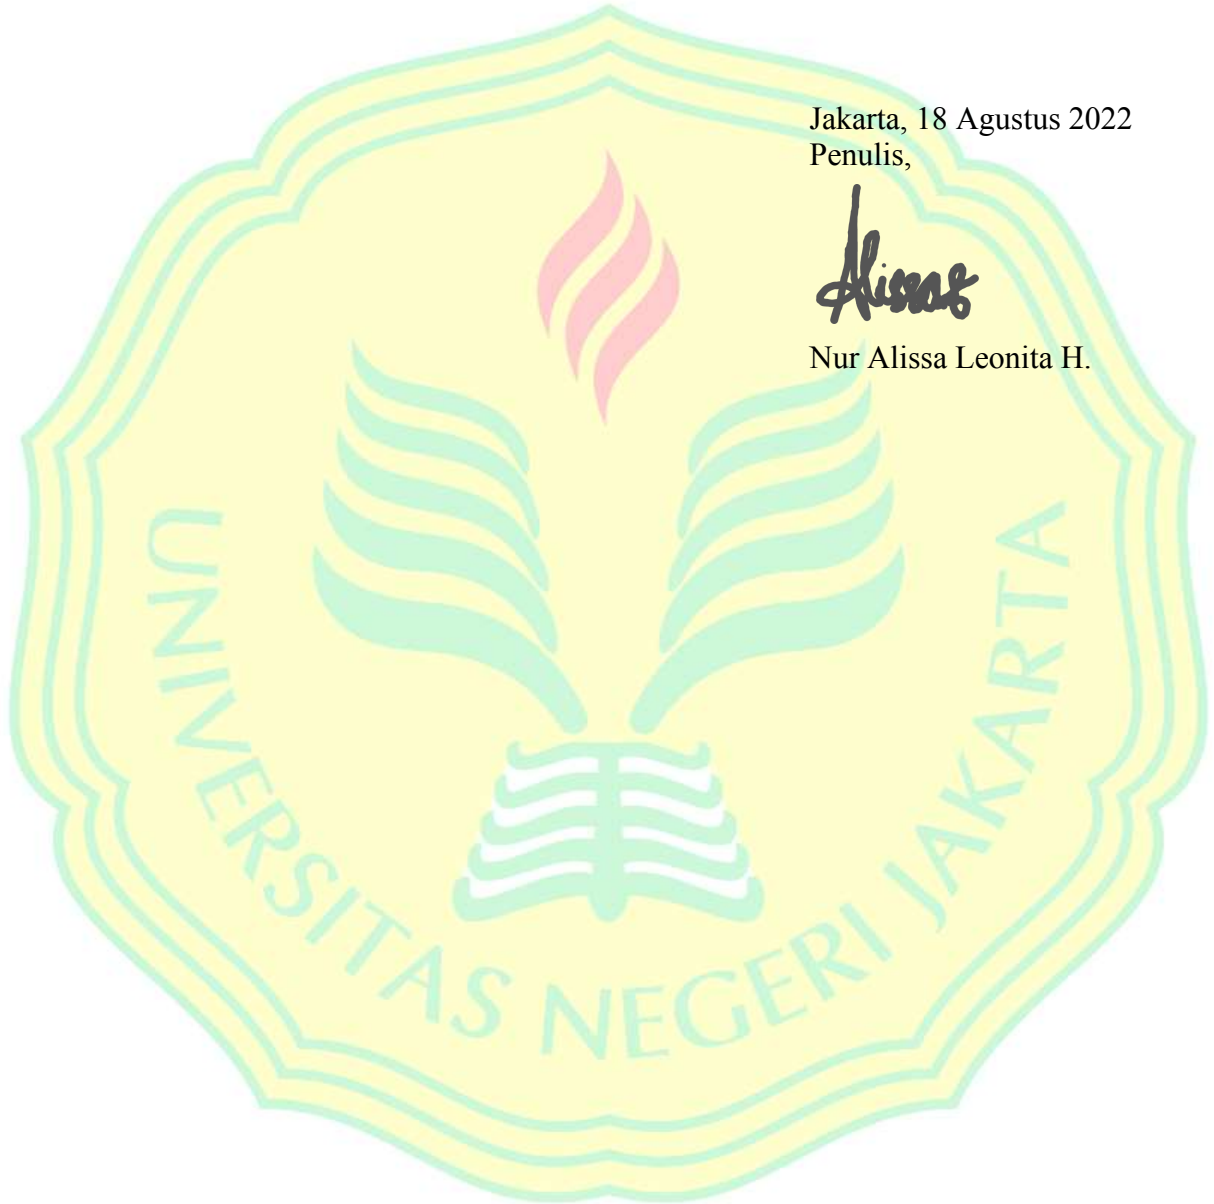 Jakarta, 18 Agustus 2022
Penulis,
Alissa
Nur Alissa Leonita H.
UNIVERSITAS NEGERI JAKARTA